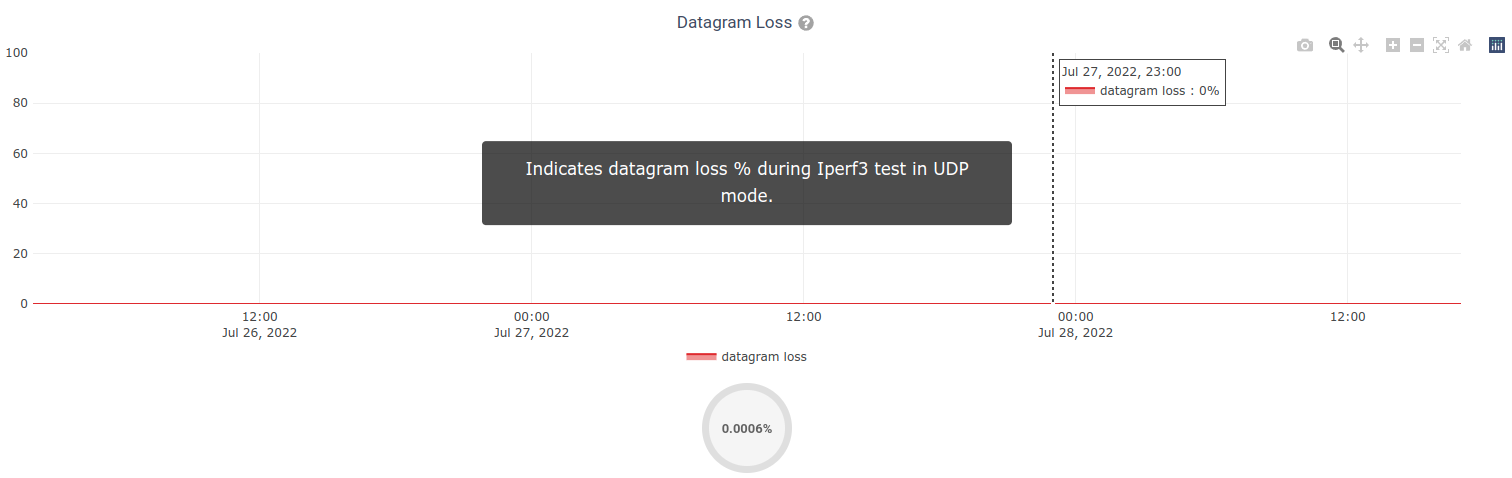 Datagram Loss ?
100
80
60
40
20
0
Jul 27, 2022, 23:00
datagram loss : 0%
Indicates datagram loss % during Iperf3 test in UDP
mode.
12:00
Jul 26, 2022
00:00
Jul 27, 2022
12:00
00:00
Jul 28, 2022
12:00
datagram loss
0.0006%